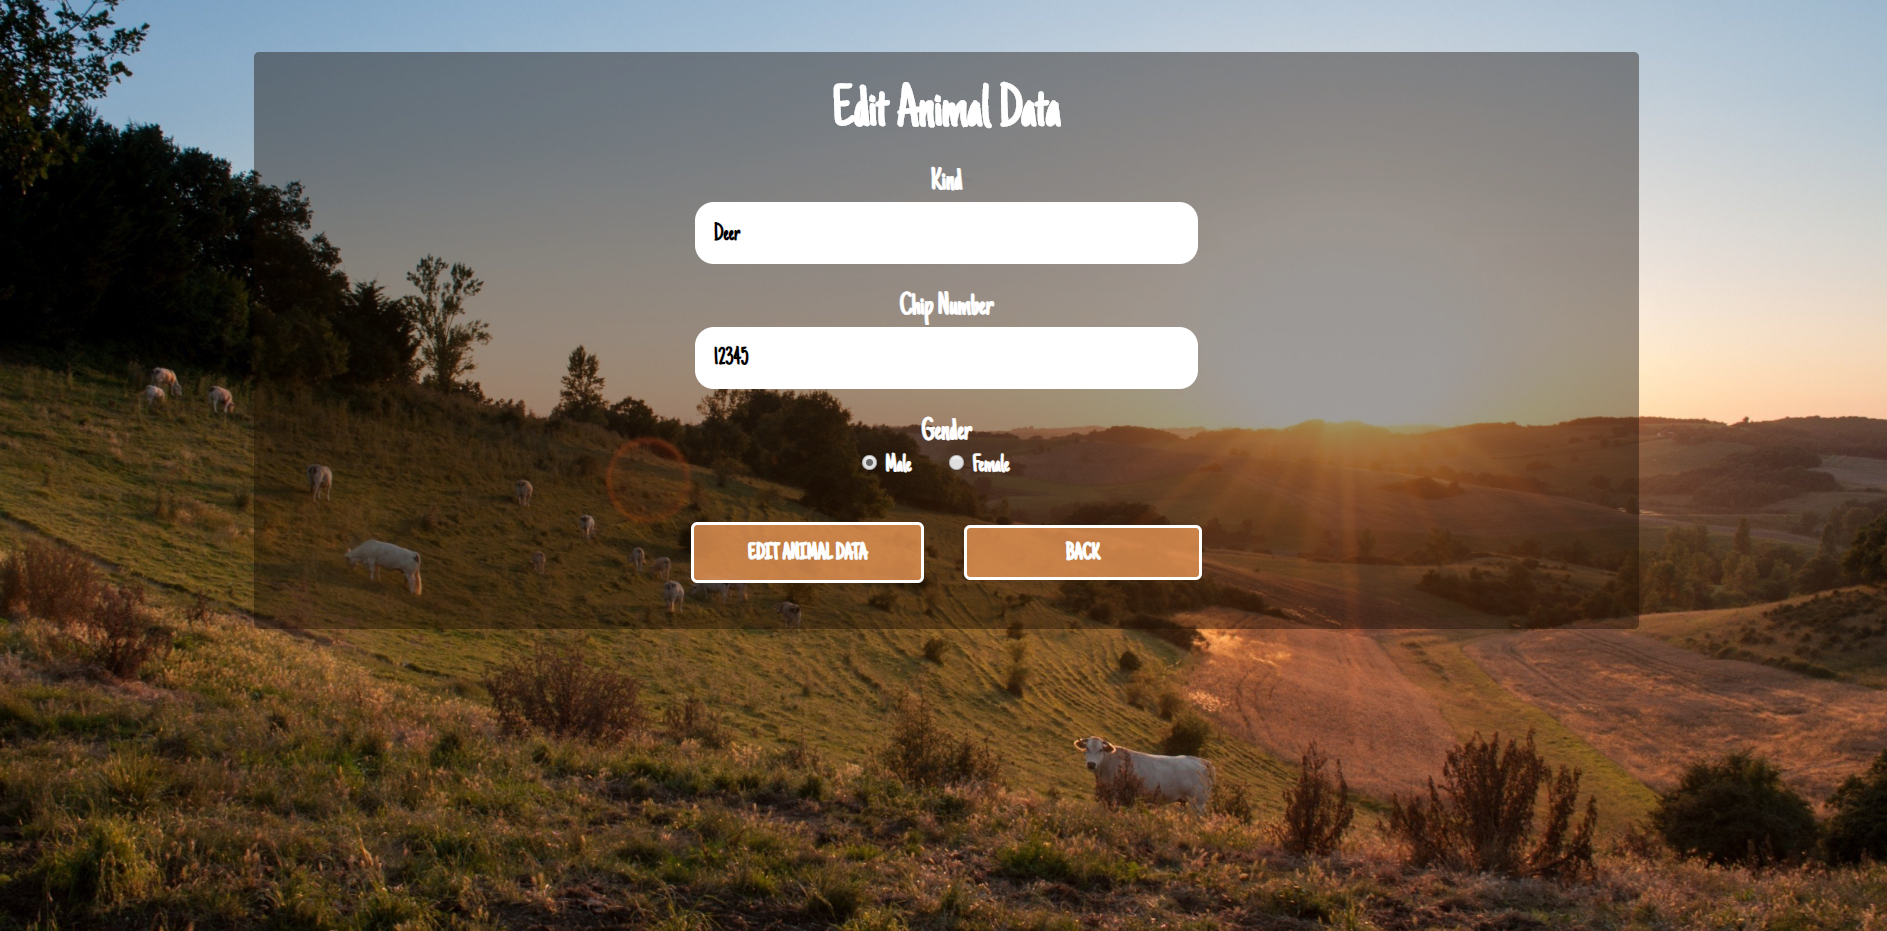 Edit Animal Data
Kind
Deer
Chip Number
12345
Gender
Male Female
EDIT ANIMAL DATA BACK